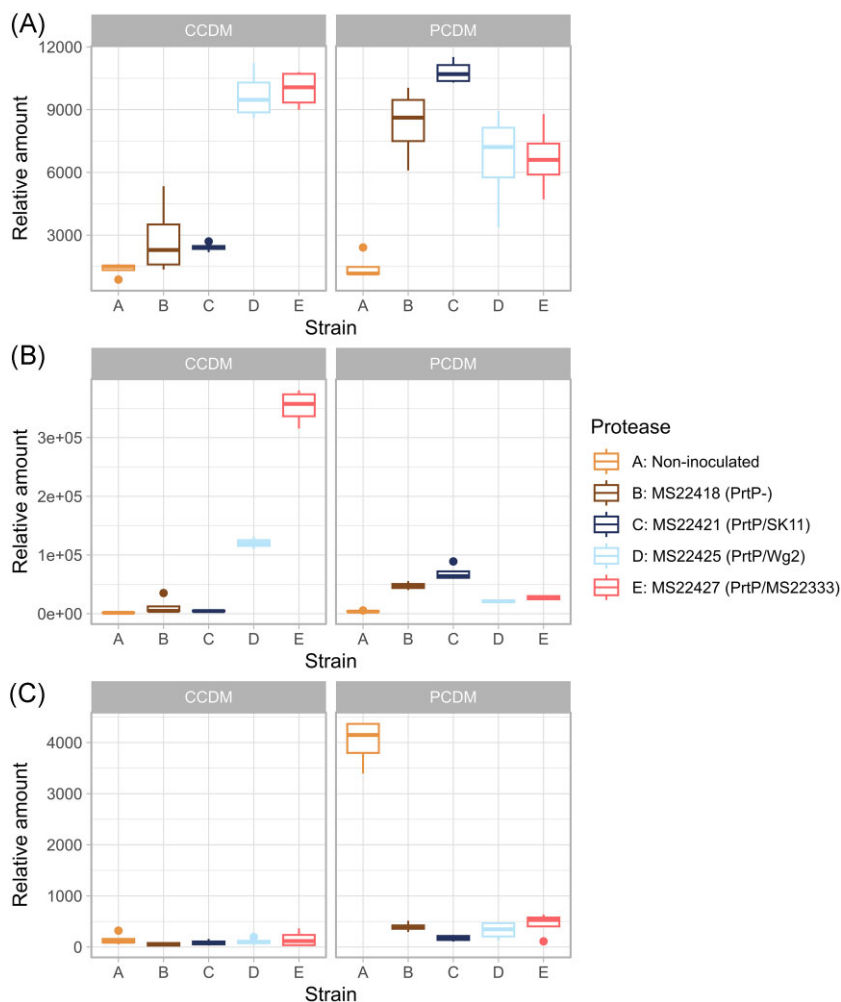 (A)
CCDM PCDM
12000
9000
6000
3000
Relative amount
A B C D E A B C D E
Strain
(B)
CCDM PCDM
3e+05
2e+05
1e+05
0e+00
Relative amount
A B C D E A B C D E
Strain
Protease
A: Non-inoculated
B: MS22418 (PrtP-)
C: MS22421 (PrtP/SK11)
D: MS22425 (PrtP/Wg2)
E: MS22427 (PrtP/MS22333)
(C)
CCDM PCDM
4000
3000
2000
1000
0
Relative amount
A B C D E A B C D E
Strain